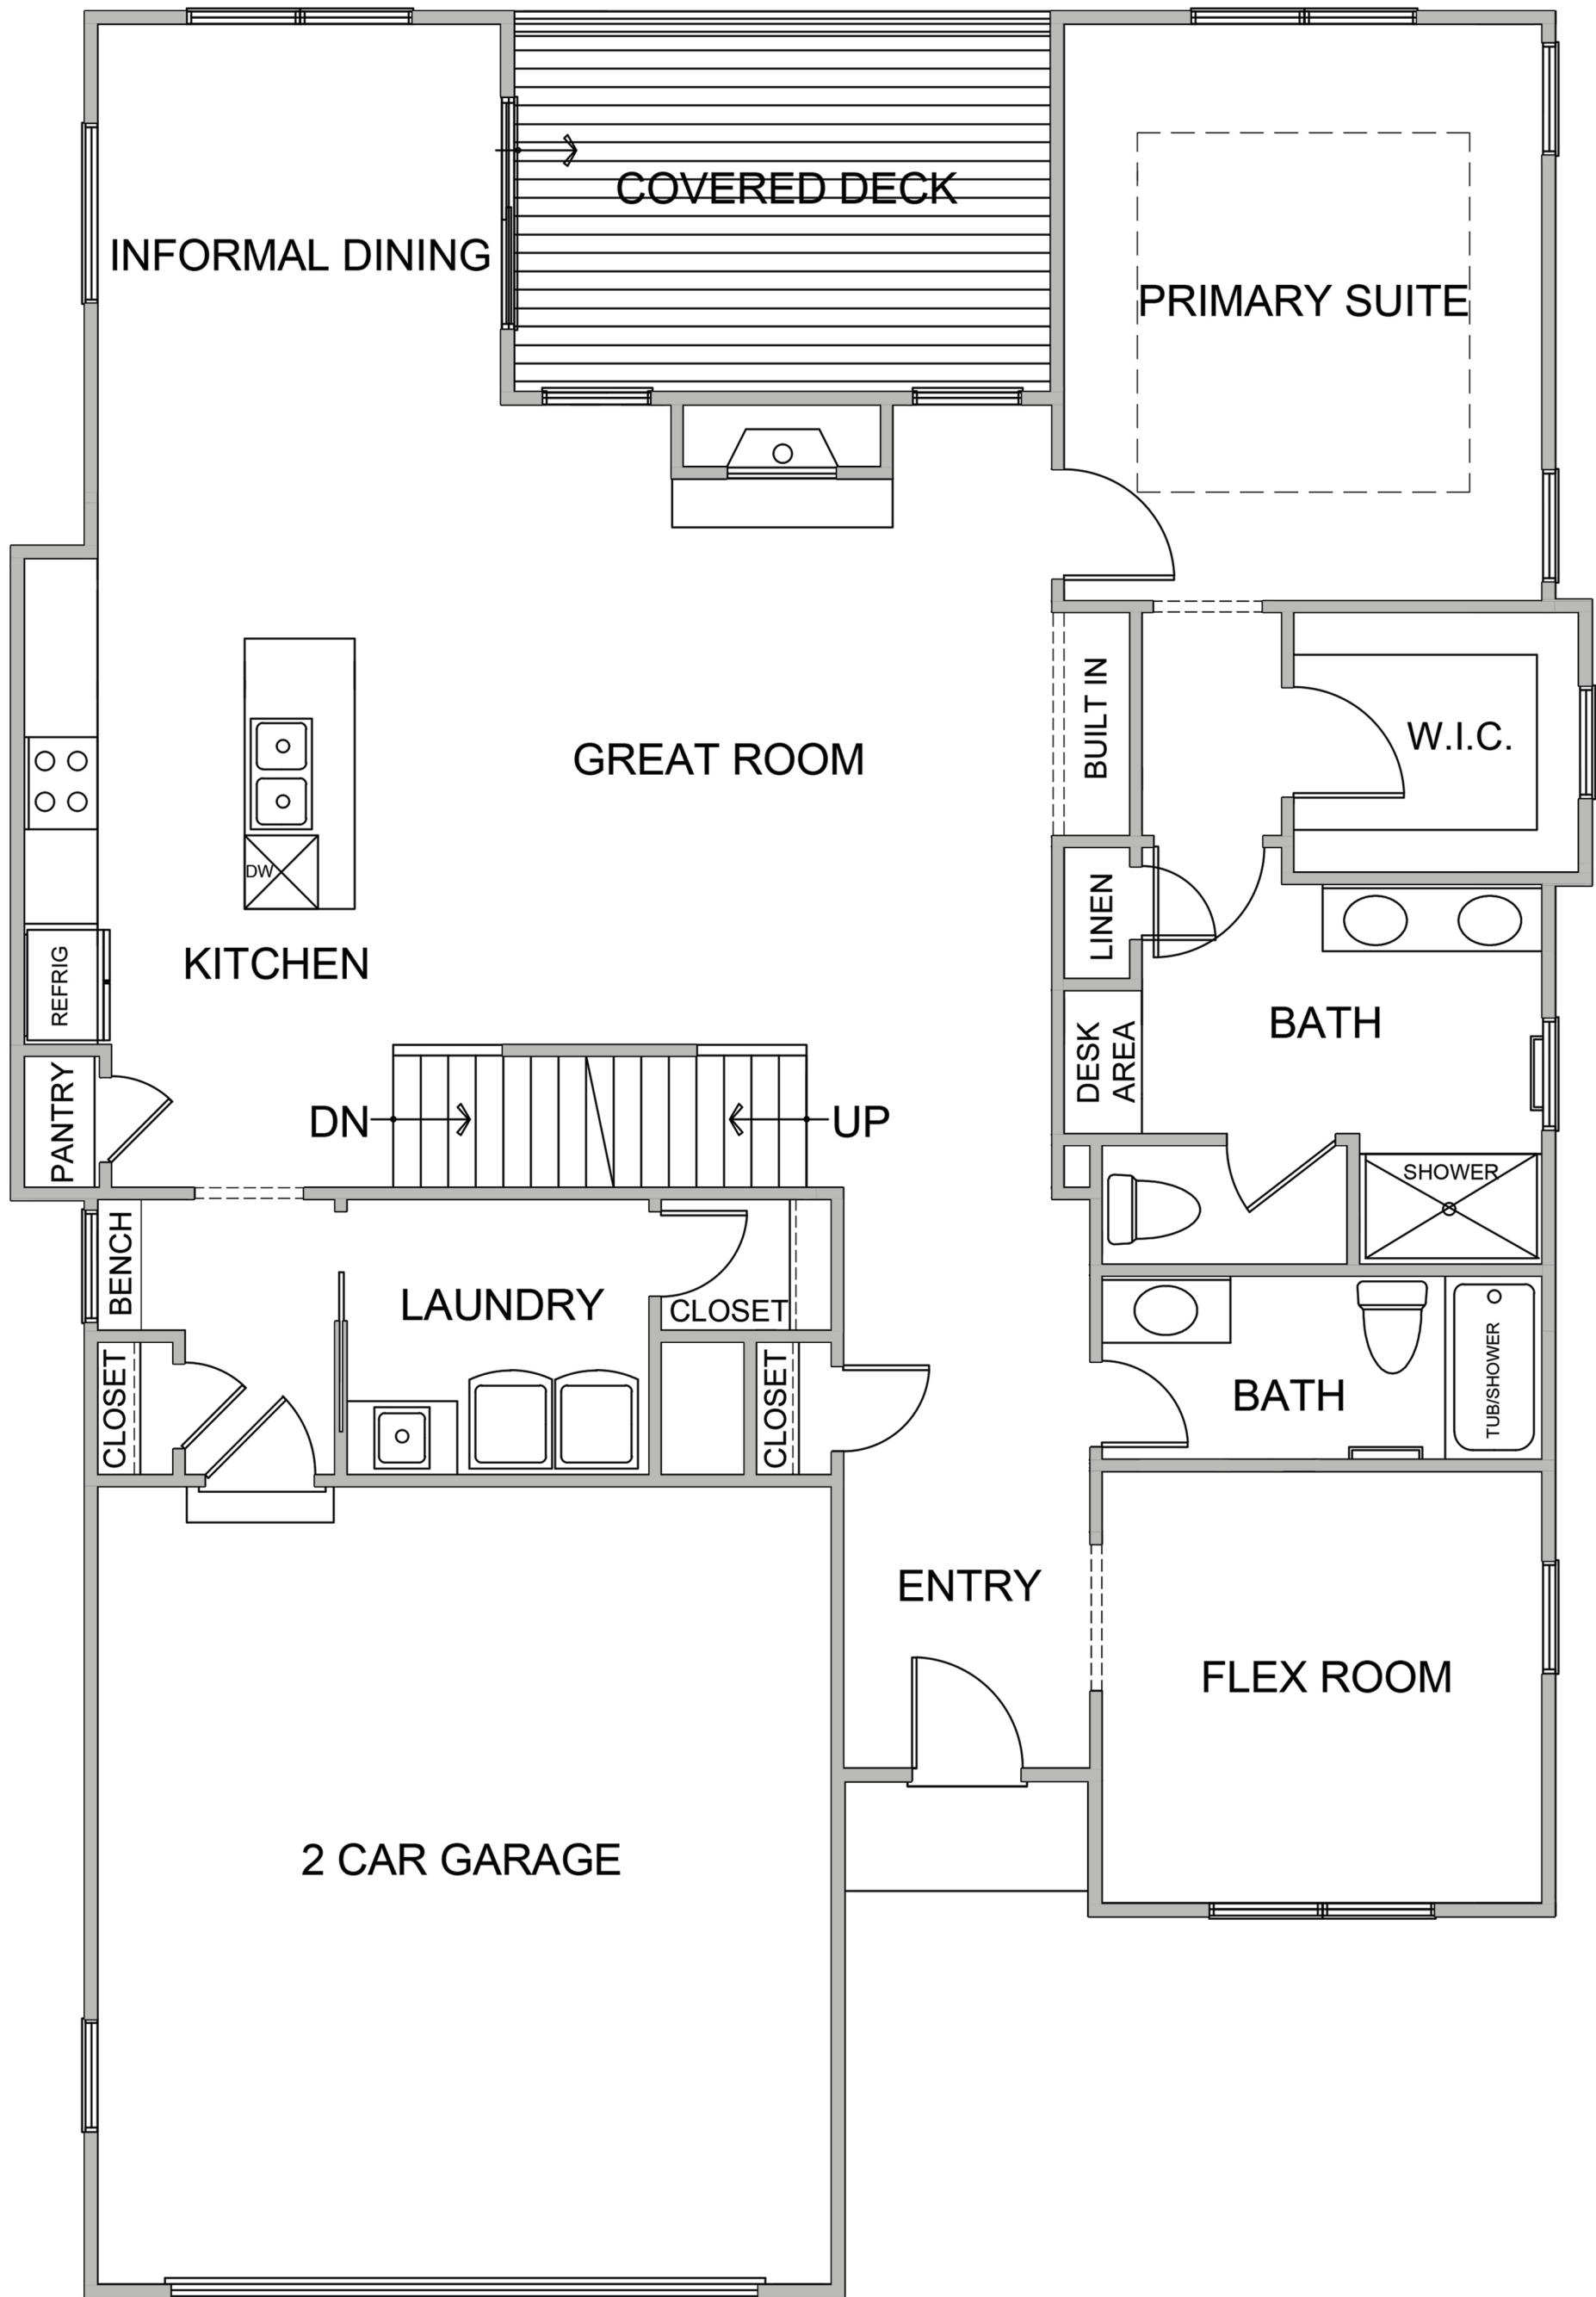 COVERED DECK
INFORMAL DINING
PRIMARY SUITE
BUILT IN
W.I.C.
GREAT ROOM
DW
LINEN
KITCHEN
REFRIG
BATH
DESK
AREA
PANTRY
DN
UP
SHOWER
BENCH
LAUNDRY
CLOSET
CLOSET
CLOSET
BATH
TUB/SHOWER
ENTRY
FLEX ROOM
2 CAR GARAGE